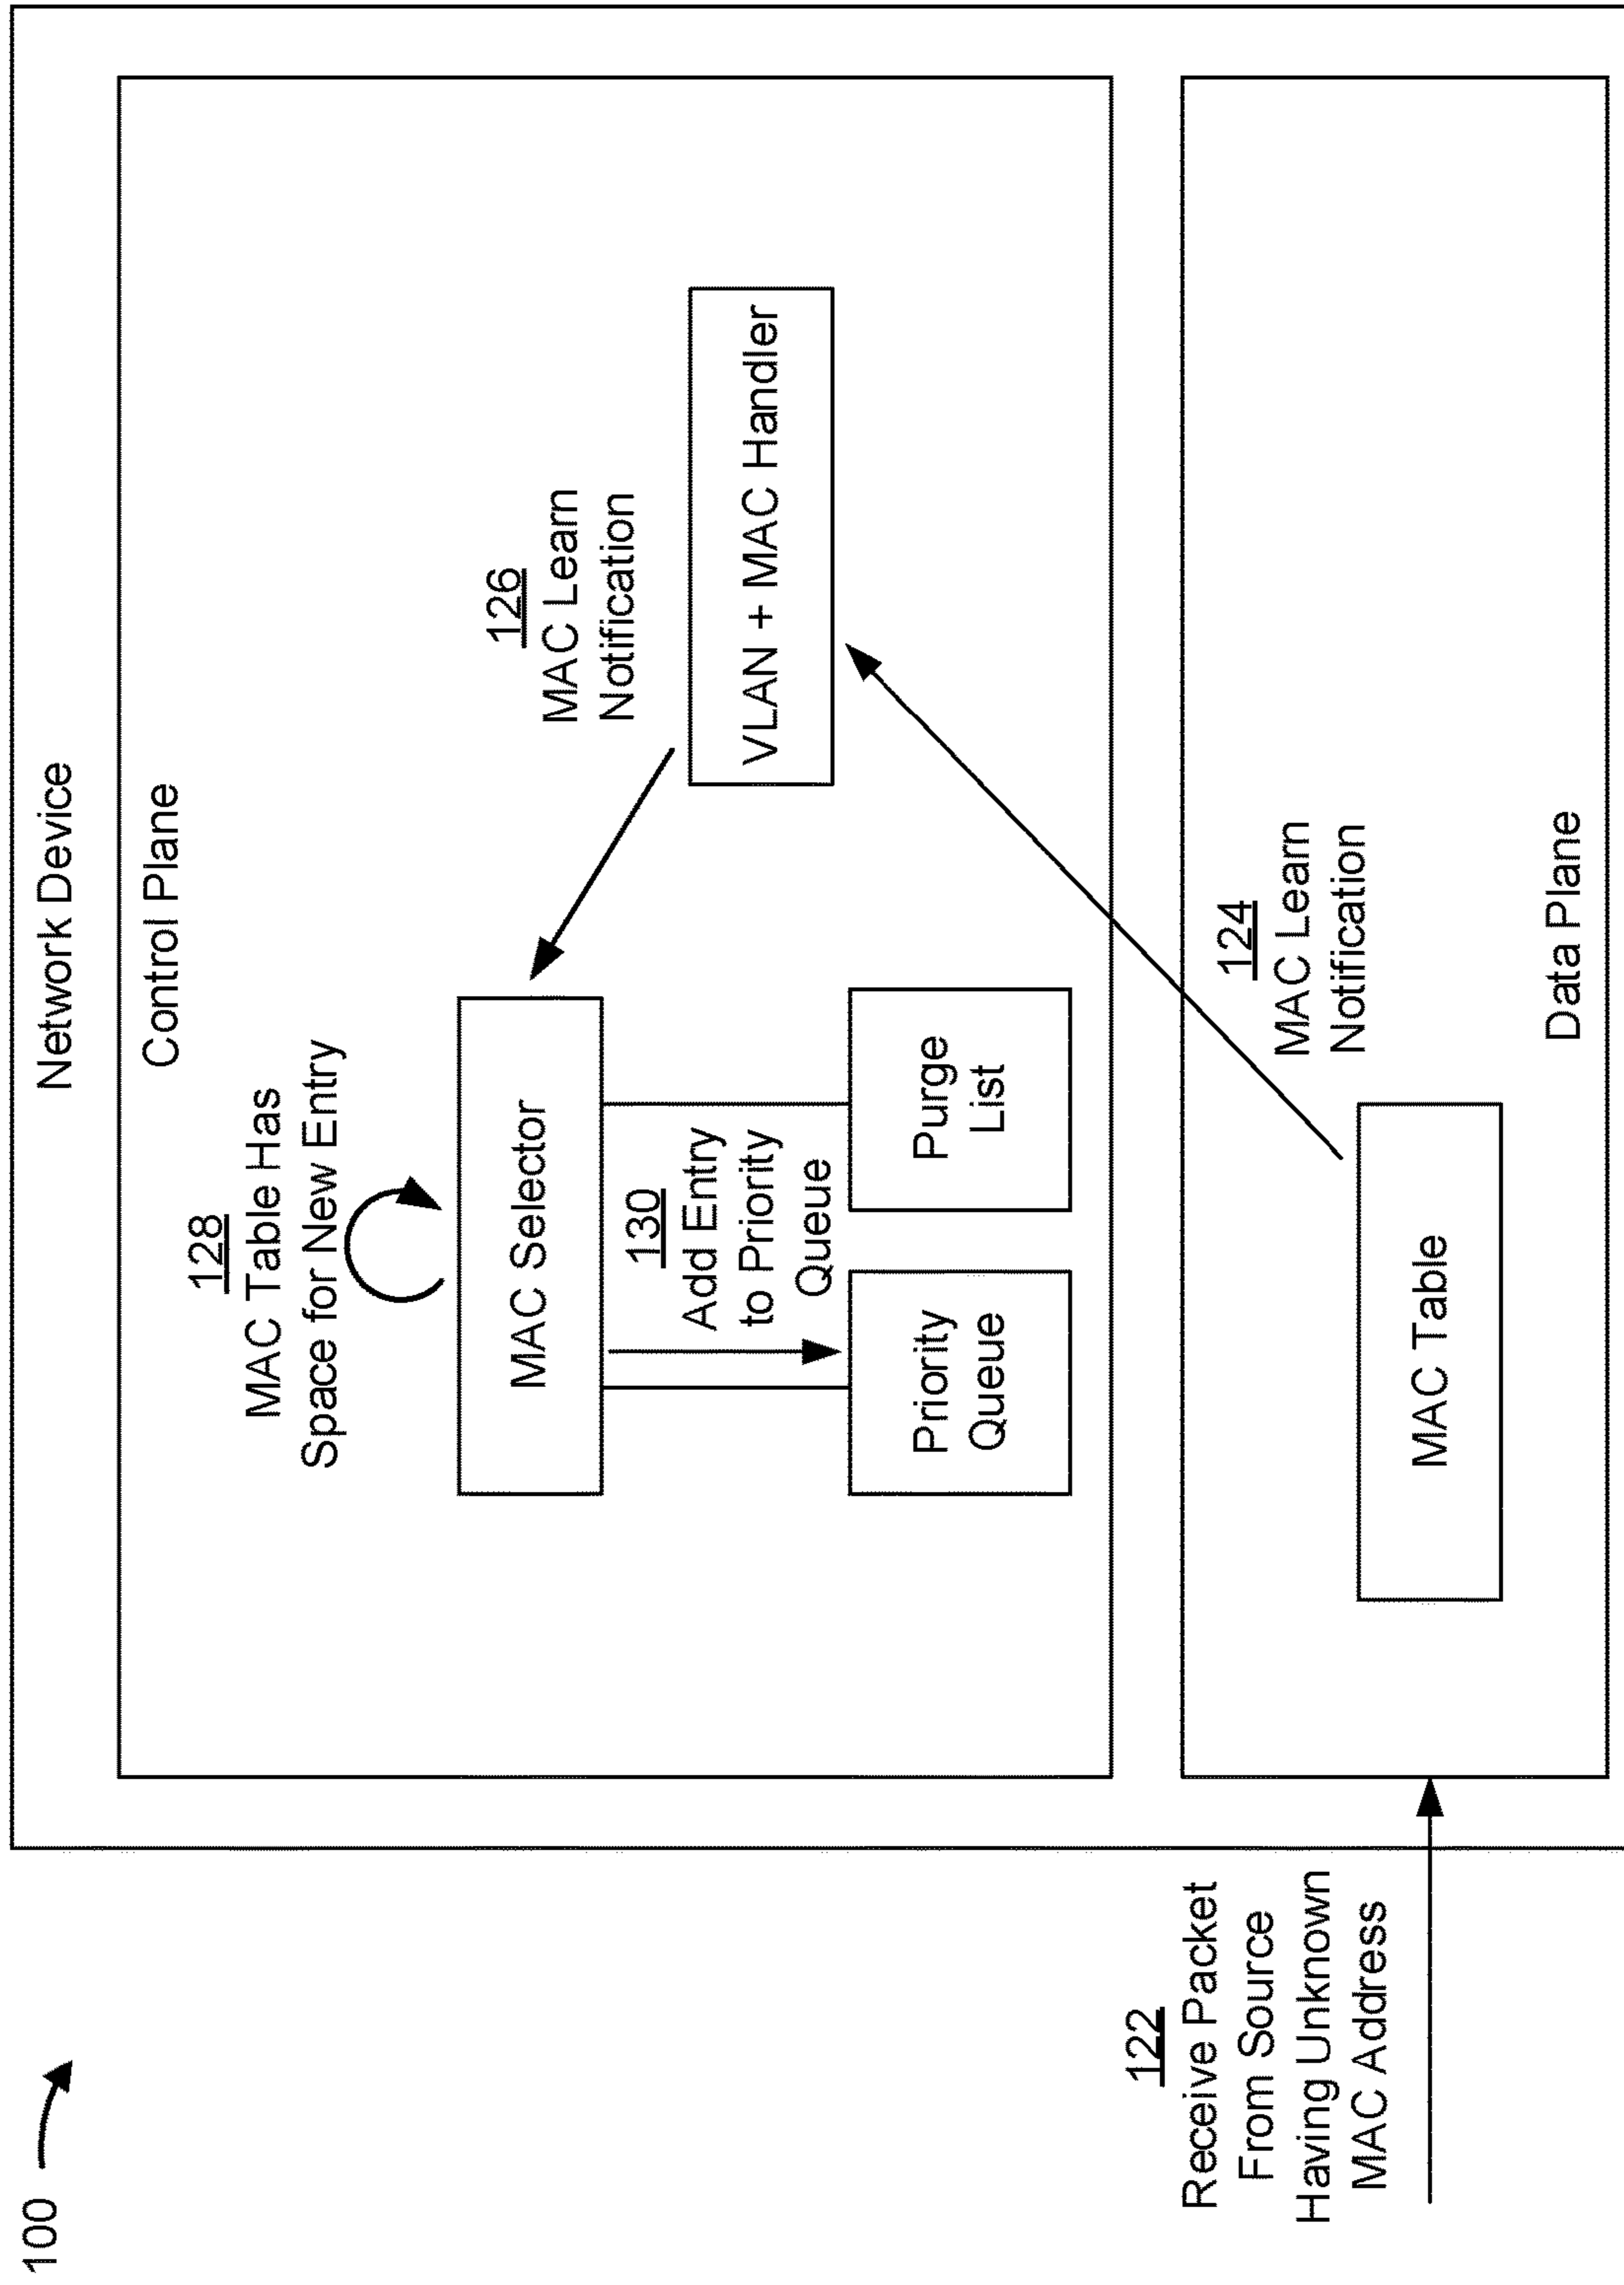 100
Network Device
Control Plane
128
MAC Table Has
Space for New Entry
126
MAC Learn
Notification
MAC Selector
130
Add Entry
to Priority
Queue
VLAN + MAC Handler
Priority
Queue
Purge
List
122
Receive Packet
From Source
Having Unknown
MAC Address
124
MAC Learn
Notification
MAC Table
Data Plane